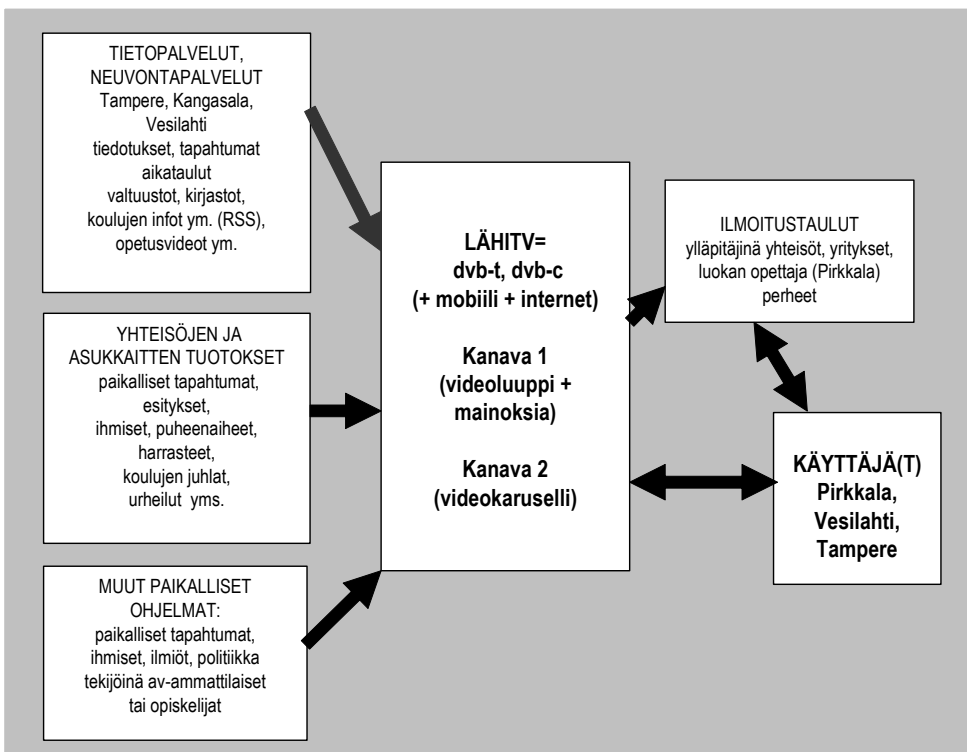 TIETOPALVELUT,
NEUVONTAPALVELUT
Tampere, Kangasala,
Vesilahti
tiedotukset, tapahtumat
aikataulut
valtuustot, kirjastot,
koulujen infot ym. (RSS),
opetusvideot ym.
YHTEISÖJEN JA
ASUKKAITTEN TUOTOKSET
paikalliset tapahtumat,
esitykset,
ihmiset, puheenaiheet,
harrasteet,
koulujen juhlat,
urheilut yms.
MUUT PAIKALLISET
OHJELMAT:
paikalliset tapahtumat,
ihmiset, ilmiöt, politiikka
tekijöinä av-ammattilaiset
tai opiskelijat
LÄHITV=
dvb-t, dvb-c
(+ mobiili + internet)
Kanava 1
(videoluuppi +
mainoksia)
Kanava 2
(videokaruselli)
ILMOITUSTAULUT
ylläpitäjinä yhteisöt, yritykset,
luokan opettaja (Pirkkala)
perheet
KÄYTTÄJÄ(T)
Pirkkala,
Vesilahti,
Tampere